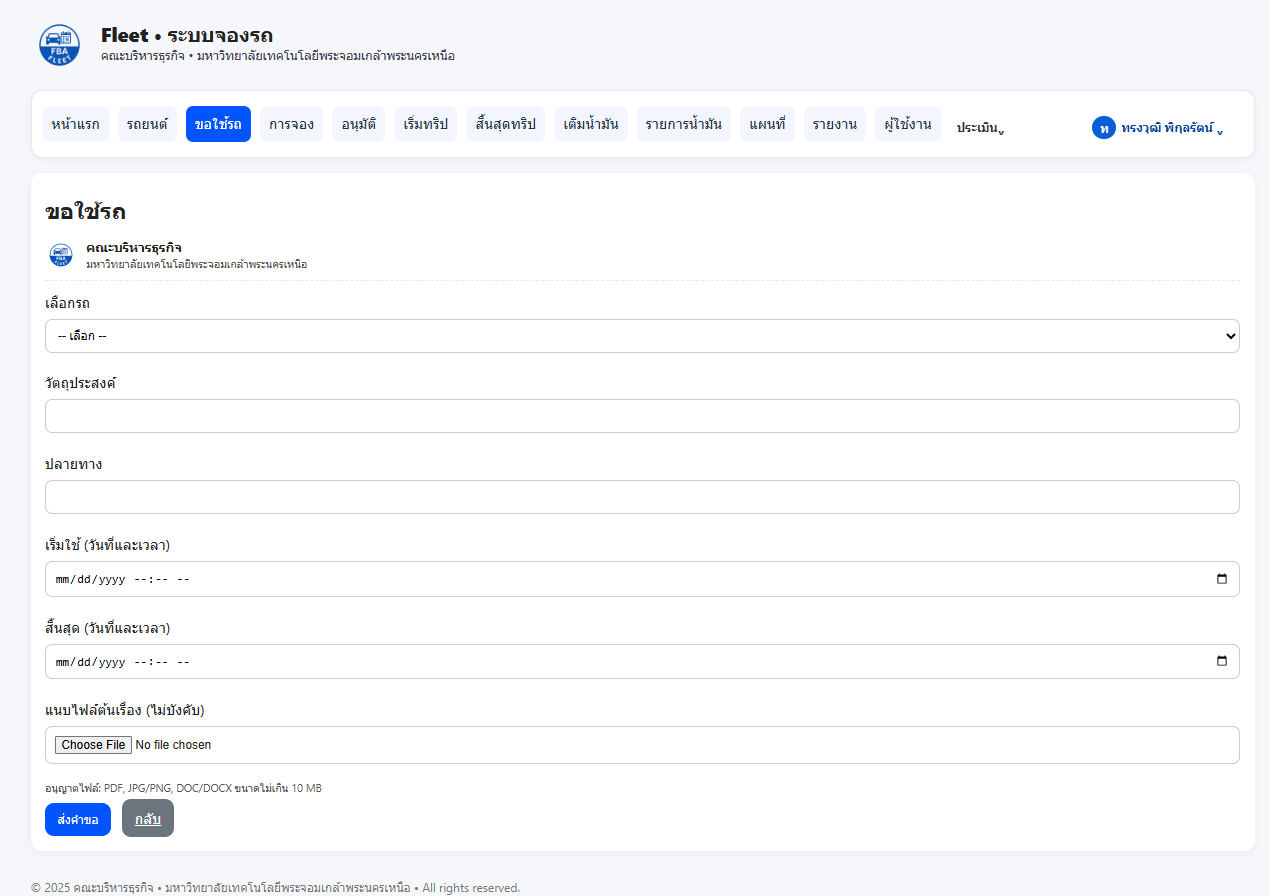 FBA
FLEET
Fleet • ระบบจองรถ
คณะบริหารธุรกิจ • มหาวิทยาลัยเทคโนโลยีพระจอมเกล้าพระนครเหนือ
หน้าแรก รถยนต์ ขอใช้รถ การจอง อนุมัติ เริ่มทริป สิ้นสุดทริป เติมน้ำมัน รายการน้ำมัน แผนที่ รายงาน ผู้ใช้งาน ประเมิน ท ทรงวุฒิ พิกุลรัตน์
ขอใช้รถ
FBA
FLEET
คณะบริหารธุรกิจ
มหาวิทยาลัยเทคโนโลยีพระจอมเกล้าพระนครเหนือ
เลือกรถ
-- เลือก --
วัตถุประสงค์
ปลายทาง
เริ่มใช้ (วันที่และเวลา)
mm/dd/yyyy --:-- --
สิ้นสุด (วันที่และเวลา)
mm/dd/yyyy --:-- --
แนบไฟล์ต้นเรื่อง (ไม่บังคับ)
Choose File No file chosen
อนุญาตไฟล์: PDF, JPG/PNG, DOC/DOCX ขนาดไม่เกิน 10 MB
ส่งคำขอ กลับ
© 2025 คณะบริหารธุรกิจ • มหาวิทยาลัยเทคโนโลยีพระจอมเกล้าพระนครเหนือ • All rights reserved.